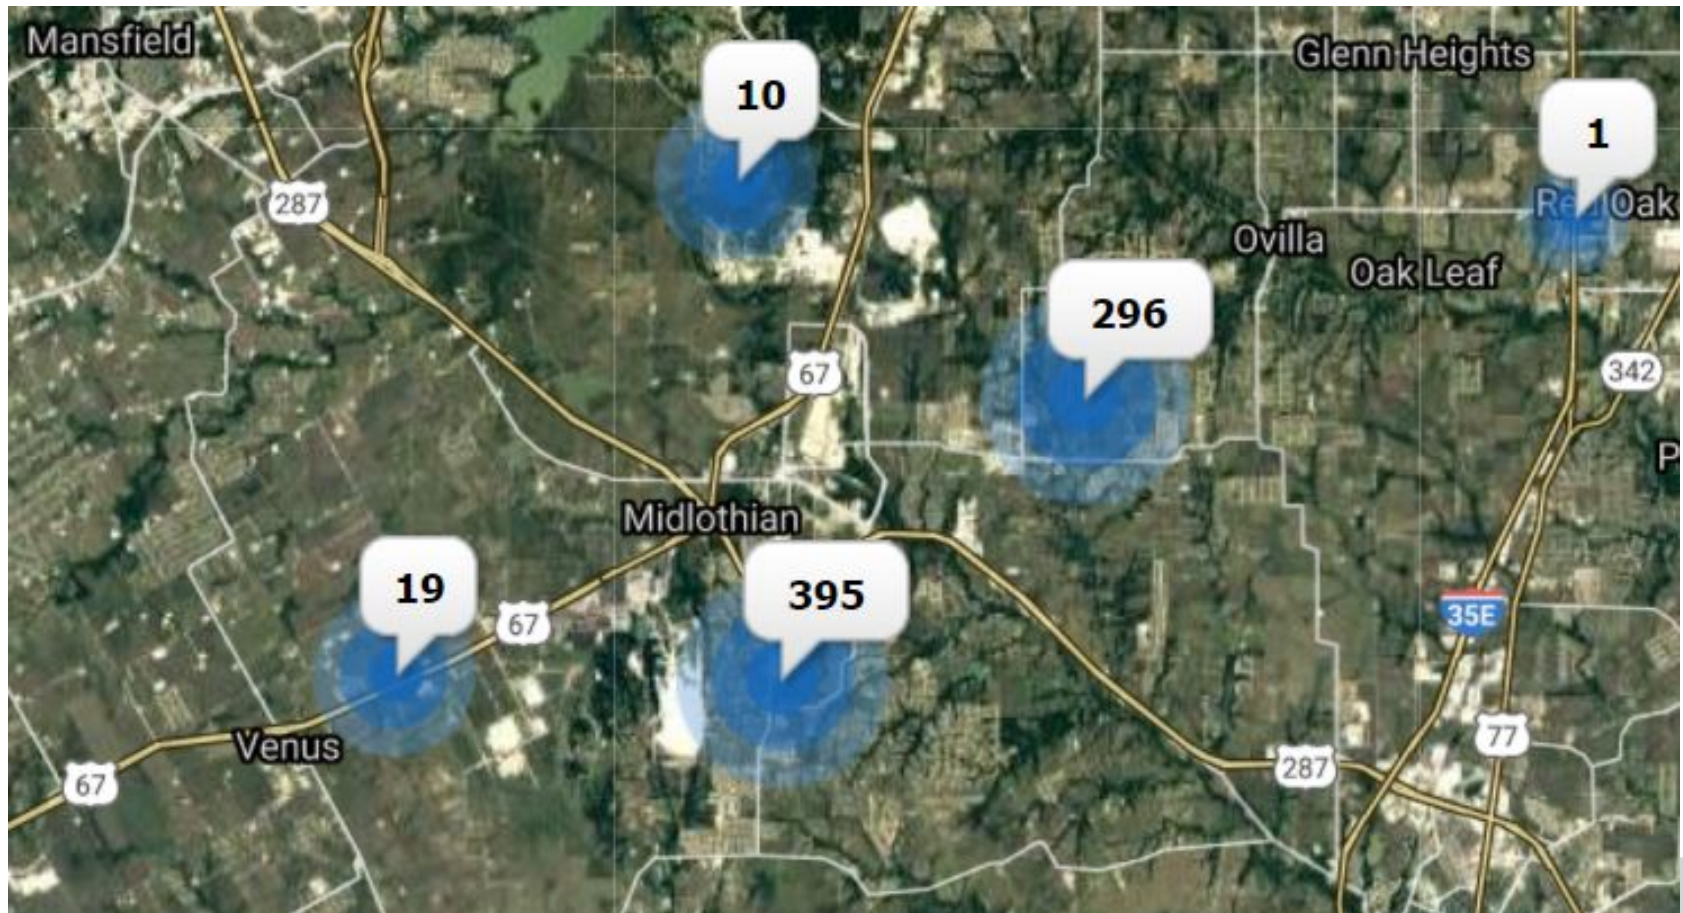 Mansfield
Glenn Heights
10
1
287
Red Oak
Ovilla
Oak Leaf
296
67
342
P
Midlothian
19
395
67
35E
Venus
77
287
67